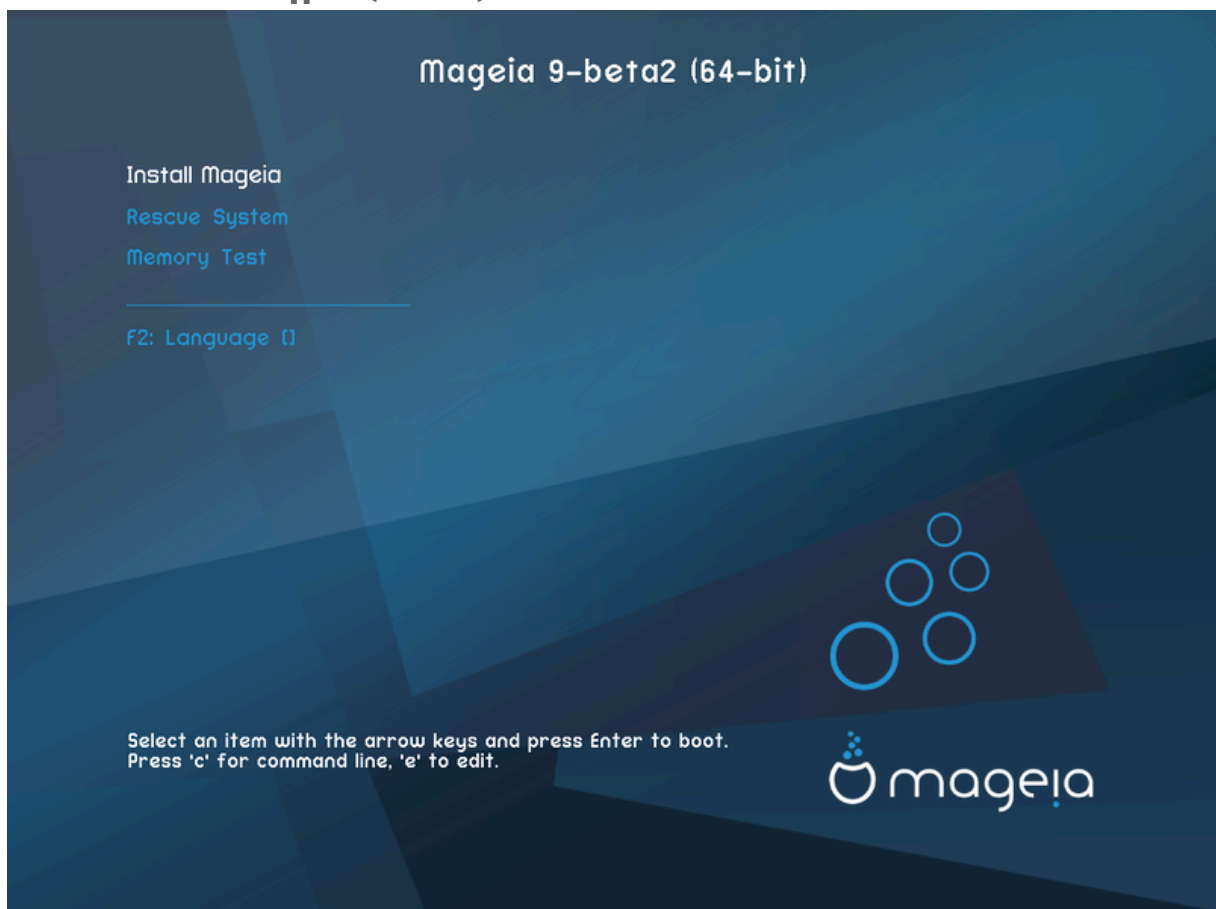 Mageia 9-beta2 (64-bit)
Install Mageia
Rescue System
Memory Test
F2: Language []
Select an item with the arrow keys and press Enter to boot.
Press 'c' for command line, 'e' to edit.
mageia